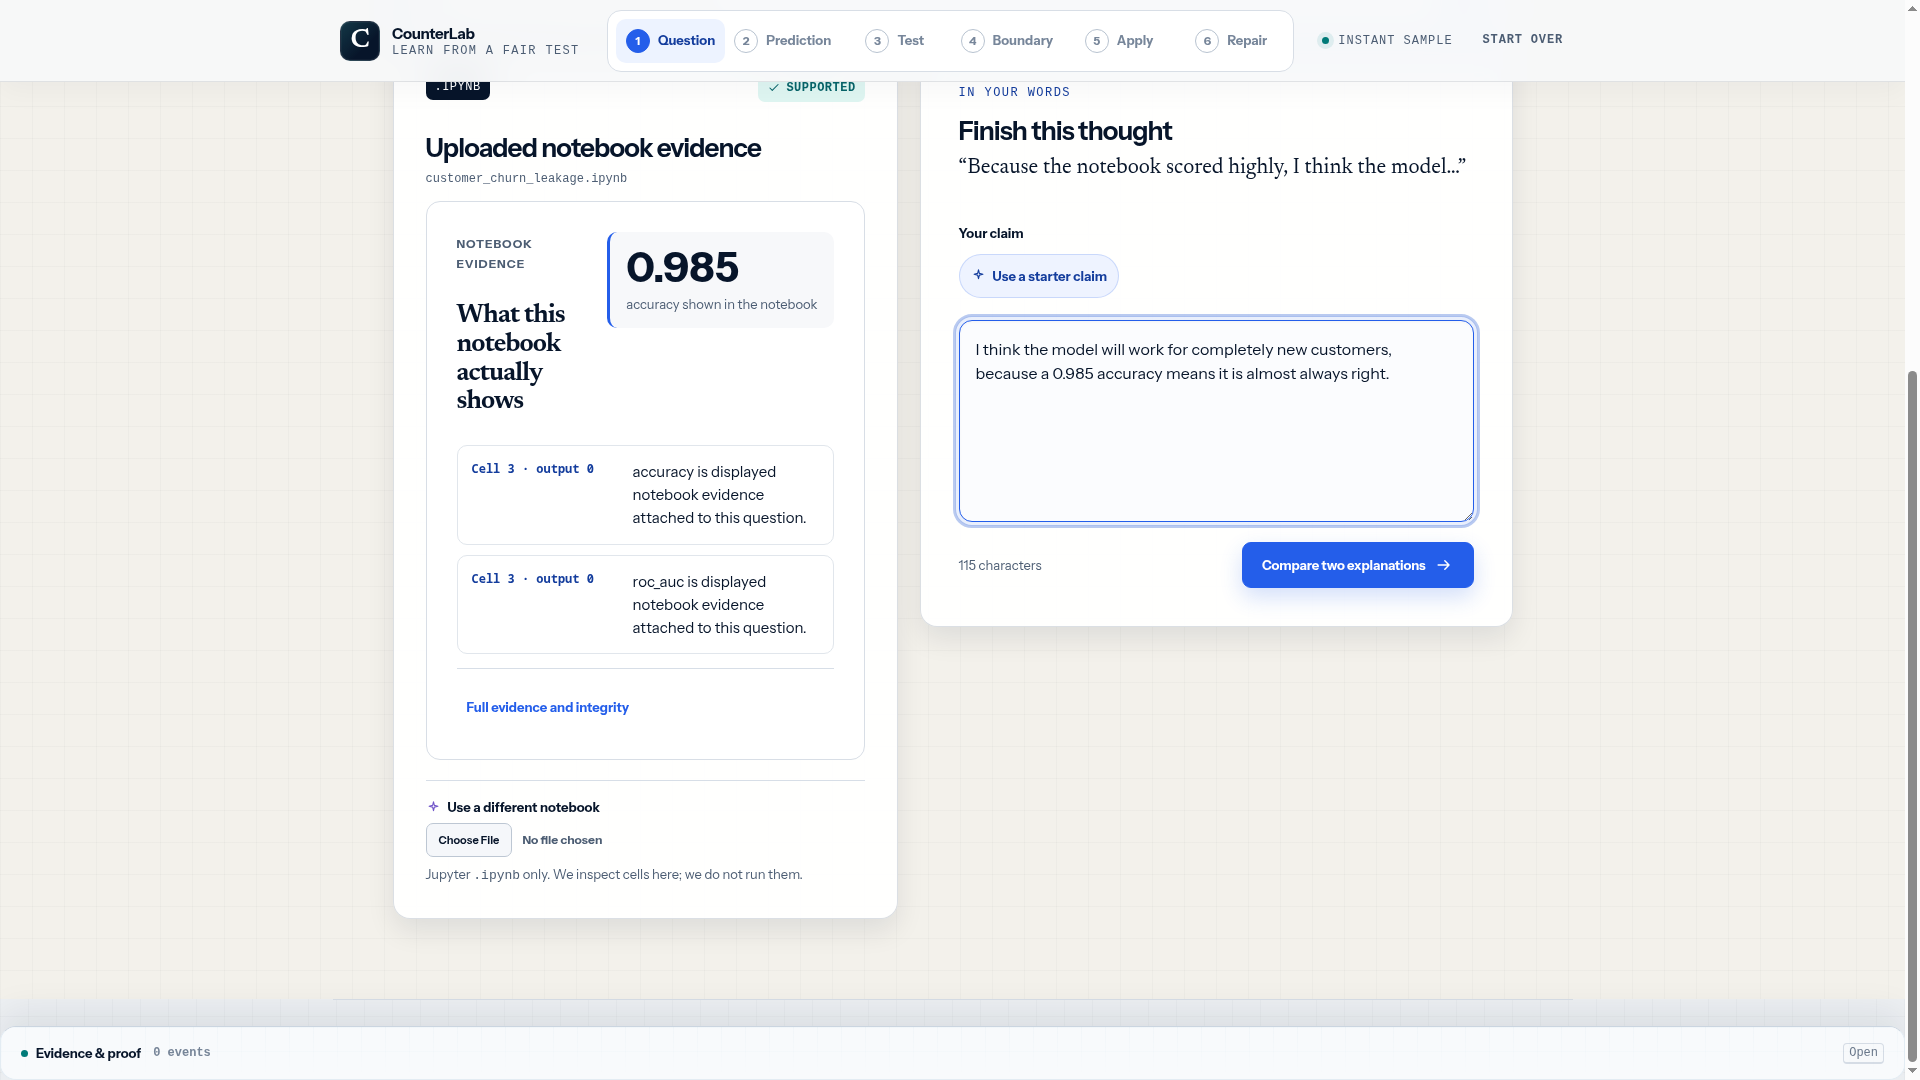 C
CounterLab
LEARN FROM A FAIR TEST
1 Question
2 Prediction
3 Test
4 Boundary
5 Apply
6 Repair
INSTANT SAMPLE
START OVER
.IPYNB
SUPPORTED
Uploaded notebook evidence
customer_churn_leakage.ipynb
NOTEBOOK
EVIDENCE
What this
notebook
actually
shows
0.985
accuracy shown in the notebook
Cell 3 · output 0
accuracy is displayed
notebook evidence
attached to this question.
Cell 3 · output 0
roc_auc is displayed
notebook evidence
attached to this question.
Full evidence and integrity
Use a different notebook
Choose File
No file chosen
Jupyter .ipynb only. We inspect cells here; we do not run them.
IN YOUR WORDS
Finish this thought
“Because the notebook scored highly, I think the model…”
Your claim
Use a starter claim
I think the model will work for completely new customers,
because a 0.985 accuracy means it is almost always right.
115 characters
Compare two explanations
Evidence & proof
0 events
Open